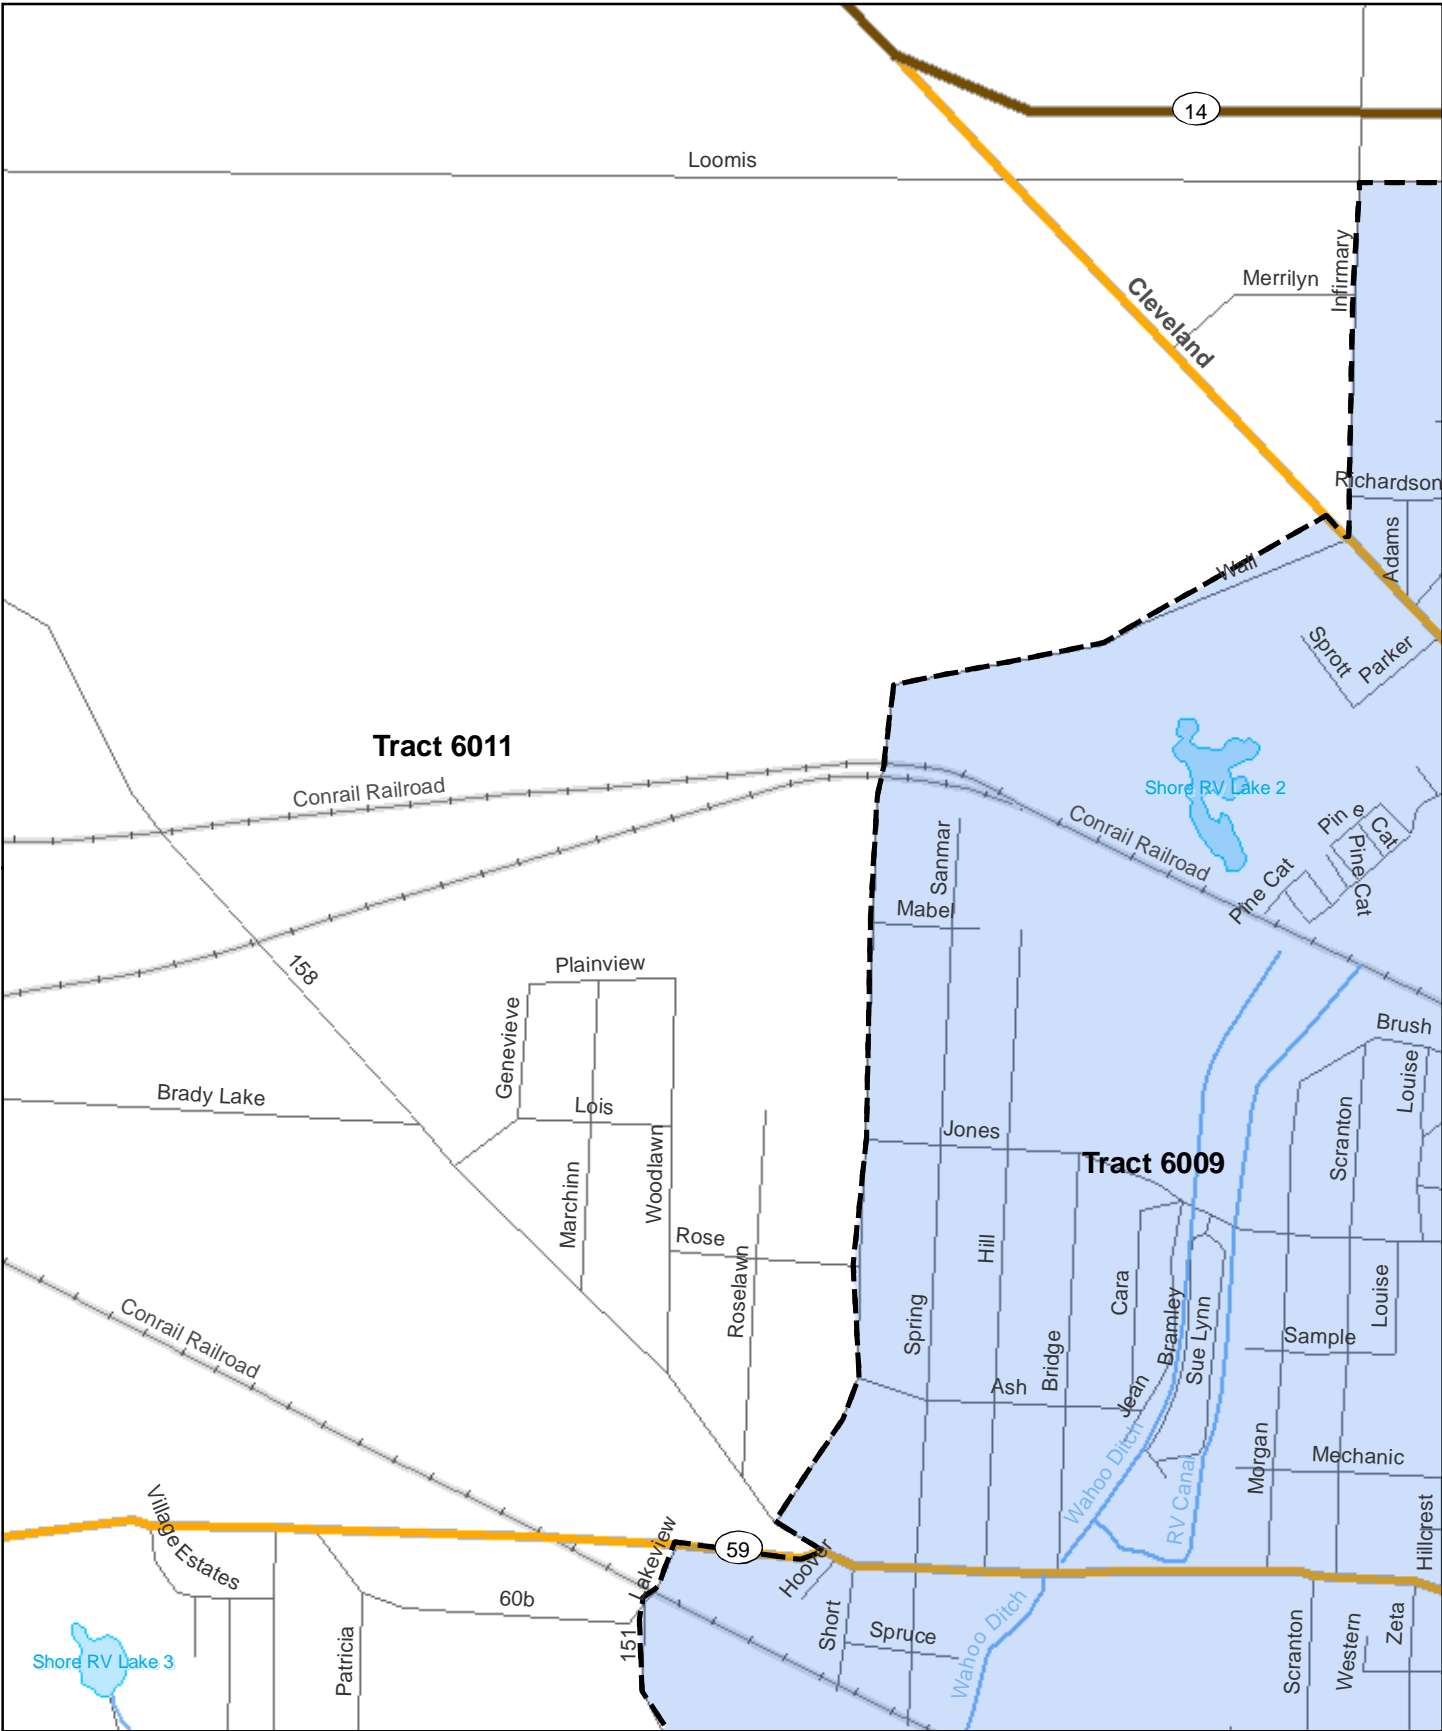 14
Loomis
Infirmary
Merrilyn
Cleveland
Richardson
Adams
Wall
Sprott
Parker
Tract 6011
Conrail Railroad
Shore RV Lake 2
Conrail Railroad
Pin e
Cat
Pine Cat
Pine Cat
Sanmar
Mabel
158
Plainview
Genevieve
Brush
Louise
Brady Lake
Lois
Scranton
Woodlawn
Jones
Tract 6009
Marchinn
Rose
Hill
Roselawn
Cara
Louise
Spring
Bramley
Sue Lynn
Conrail Railroad
Bridge
Sample
Ash
Jean
Morgan
Mechanic
Wahoo Ditch
RV Canal
Village Estates
Hillcrest
Lakeview
59
Hoover
60b
151
Short
Spruce
Wahoo Ditch
Scranton
Western
Zeta
Patricia
Shore RV Lake 3